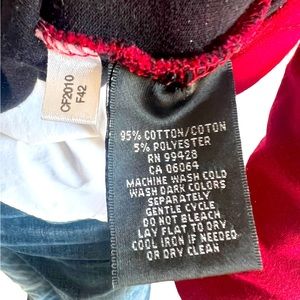 CP2010
F42
95% COTTON/COTON
5% POLYESTER
RN 99428
CA 06064
MACHINE WASH COLD
WASH DARK COLORS
SEPARATELY
GENTLE CYCLE
DO NOT BLEACH
LAY FLAT TO DRY
COOL IRON IF NEEDED
OR DRY CLEAN